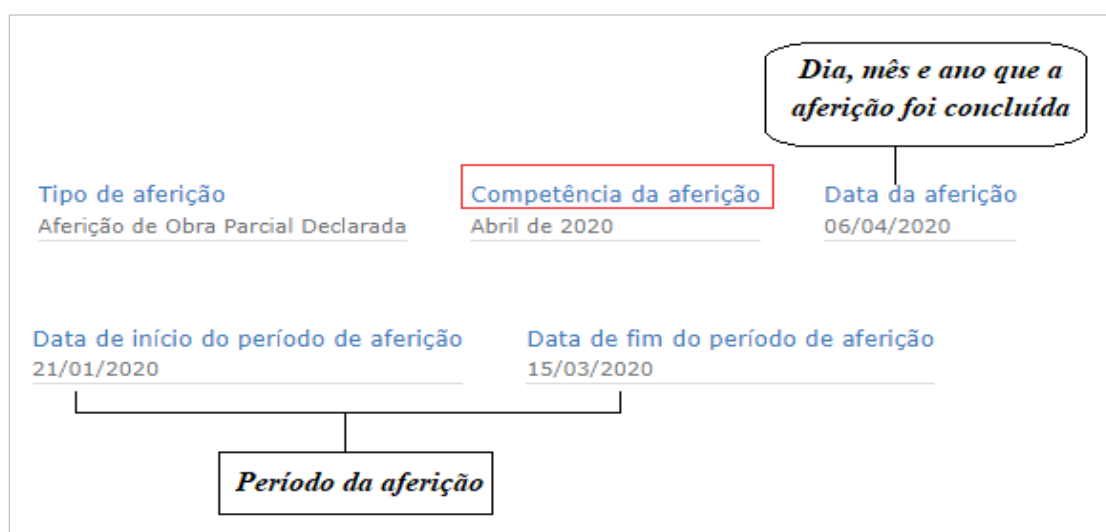 Dia, mês e ano que a
aferição foi concluída
Tipo de aferição
Competência da aferição
Data da aferição
Aferição de Obra Parcial Declarada
Abril de 2020
06/04/2020
Data de início do período de aferição
Data de fim do período de aferição
21/01/2020
15/03/2020
Período da aferição